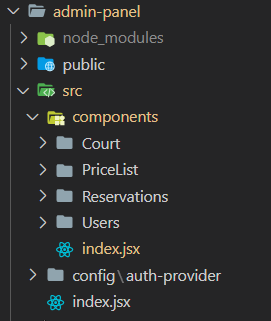 admin-panel
node_modules
public
src
components
Court
PriceList
Reservations
Users
index.jsx
config\auth-provider
index.jsx